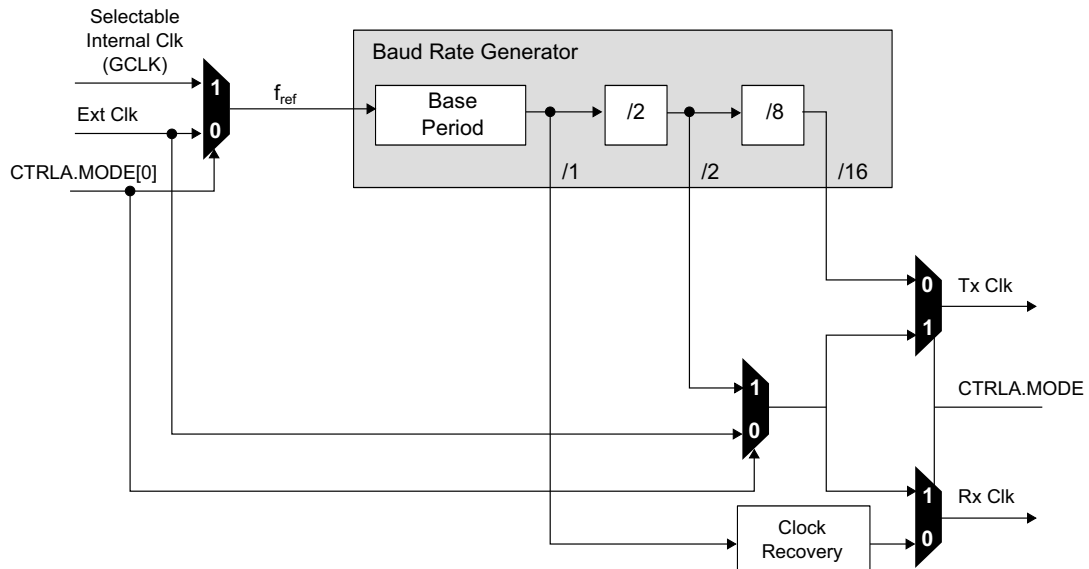 Selectable
Internal Clk
(GCLK)
Baud Rate Generator
1
f_ref
Base
Period
/2
/8
Ext Clk
0
CTRLA.MODE[0]
/1
/2
/16
0
Tx Clk
1
1
CTRLA.MODE
0
1
Rx Clk
Clock
Recovery
0